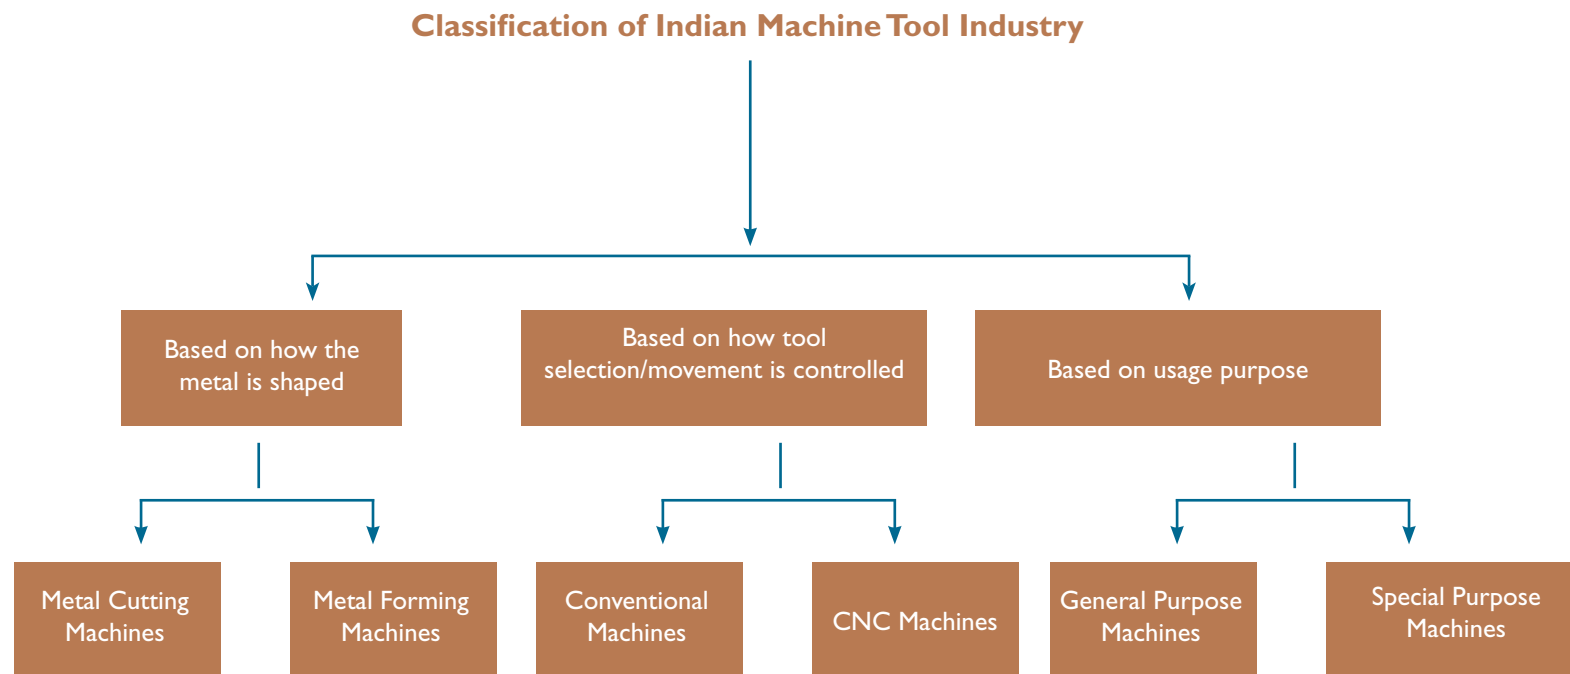 Classification of Indian Machine Tool Industry
Based on how the
metal is shaped
Based on how tool
selection/movement is controlled
Based on usage purpose
Metal Cutting
Machines
Metal Forming
Machines
Conventional
Machines
CNC Machines
General Purpose
Machines
Special Purpose
Machines